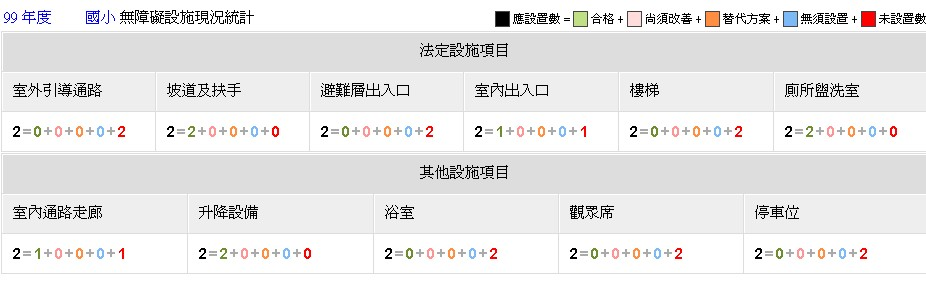 99 年度 國小 無障礙設施現況統計
應設置數 = 合格 + 尚須改善 + 替代方案 + 無須設置 + 未設置數
法定設施項目
室外引導通路 坡道及扶手 避難層出入口 室內出入口 樓梯 廁所盥洗室
2=0+0+0+0+2 2=2+0+0+0+0 2=0+0+0+0+2 2=1+0+0+0+1 2=0+0+0+0+2 2=2+0+0+0+0
其他設施項目
室內通路走廊 升降設備 浴室 觀眾席 停車位
2=1+0+0+0+1 2=2+0+0+0+0 2=0+0+0+0+2 2=0+0+0+0+2 2=0+0+0+0+2